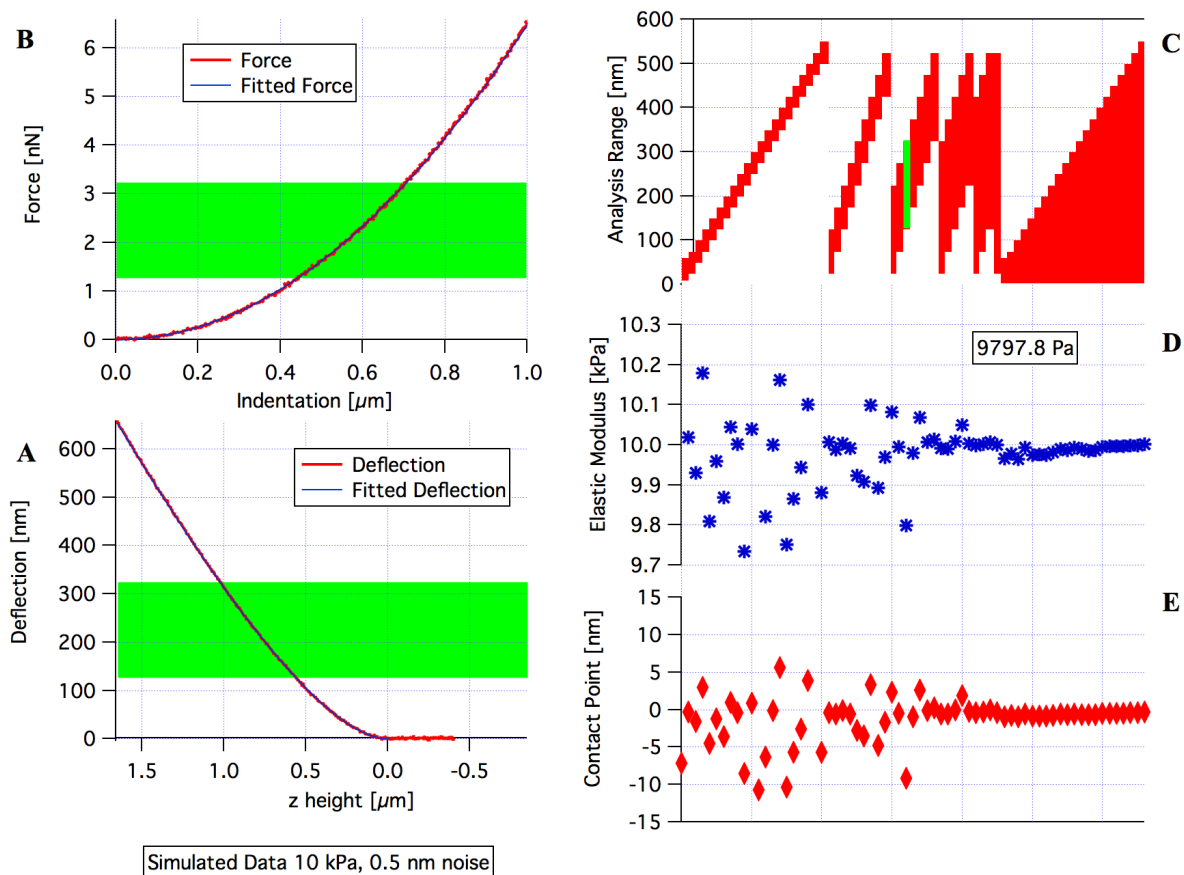 B
Force
Fitted Force
Force [nN]
6
5
4
3
2
1
0
0.0 0.2 0.4 0.6 0.8 1.0
Indentation [µm]
A
Deflection
Fitted Deflection
Deflection [nm]
600
500
400
300
200
100
0
1.5 1.0 0.5 0.0 -0.5
z height [µm]
Simulated Data 10 kPa, 0.5 nm noise
C
Analysis Range [nm]
600
500
400
300
200
100
0
D
9797.8 Pa
Elastic Modulus [kPa]
10.3
10.2
10.1
10.0
9.9
9.8
9.7
E
Contact Point [nm]
15
10
5
0
-5
-10
-15